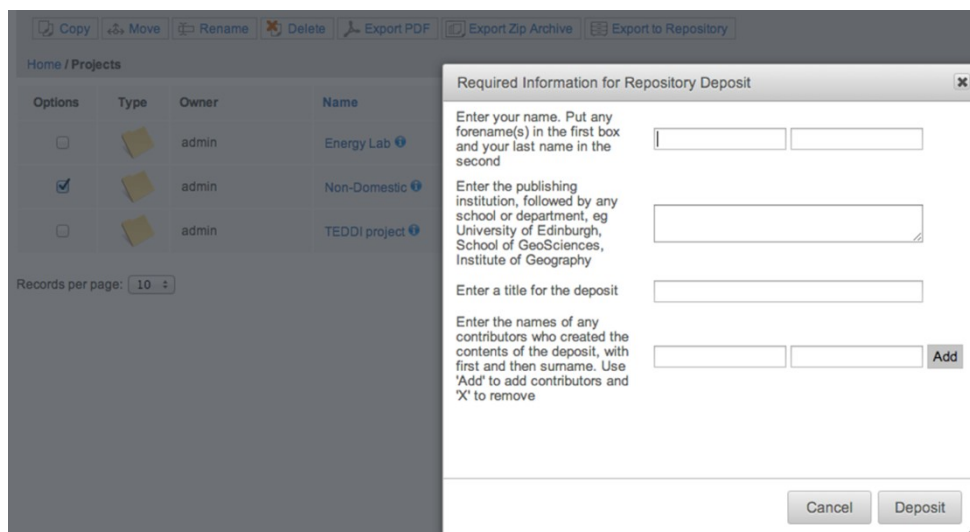 Copy Move Rename Delete Export PDF Export Zip Archive Export to Repository
Home / Projects
Options Type Owner Name
admin Energy Lab
admin Non-Domestic
admin TEDDI project
Records per page: 10
Required Information for Repository Deposit
Enter your name. Put any
forename(s) in the first box
and your last name in the
second
Enter the publishing
institution, followed by any
school or department, eg
University of Edinburgh,
School of GeoSciences,
Institute of Geography
Enter a title for the deposit
Enter the names of any
contributors who created the
contents of the deposit, with
first and then surname. Use
'Add' to add contributors and
'X' to remove
Add
Cancel Deposit